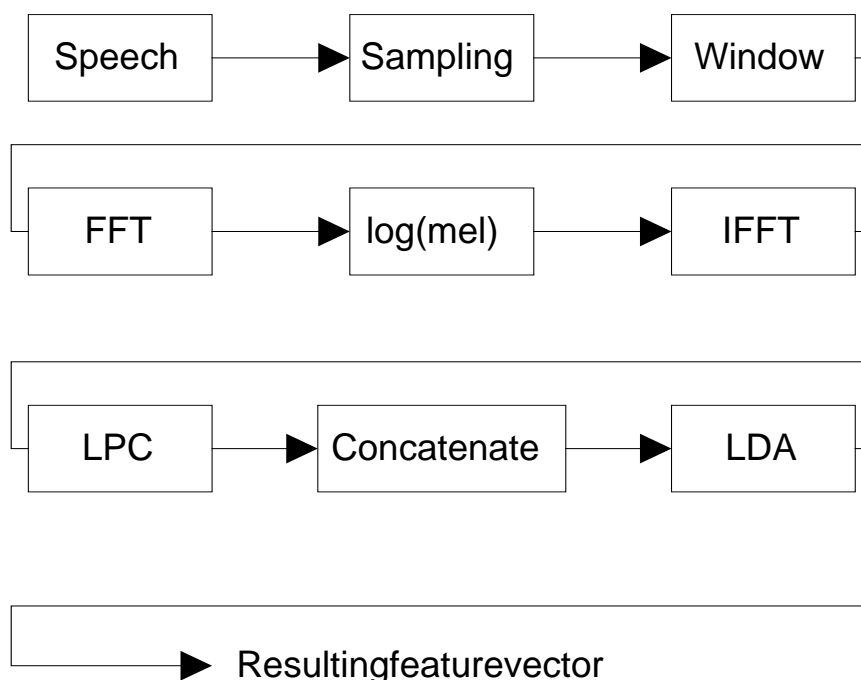 Speech
Sampling
Window
FFT
log(mel)
IFFT
LPC
Concatenate
LDA
Resultingfeaturevector